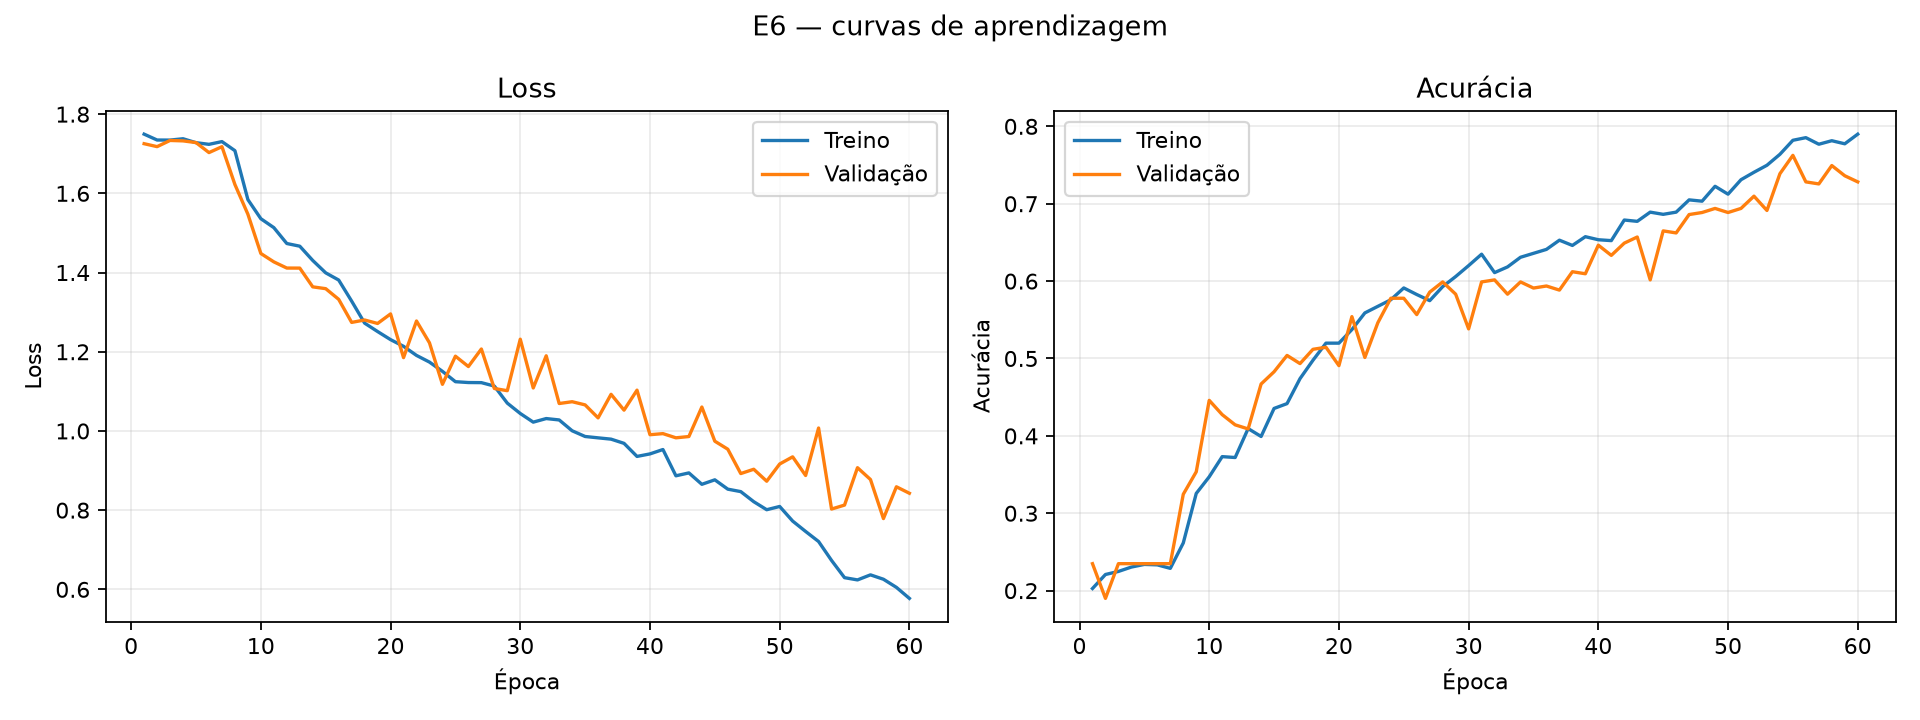 E6 — curvas de aprendizagem
Loss
1.8
1.6
1.4
1.2
1.0
0.8
0.6
Loss
Treino
Validação
0 10 20 30 40 50 60
Época
Acurácia
0.8
0.7
0.6
0.5
0.4
0.3
0.2
Acurácia
Treino
Validação
0 10 20 30 40 50 60
Época